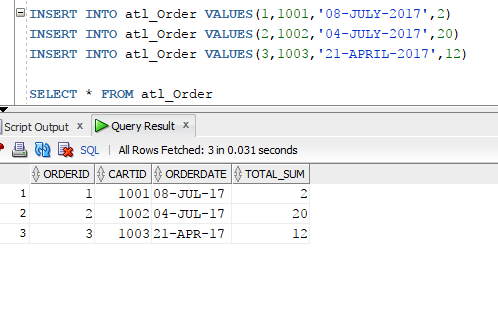 INSERT INTO atl_Order VALUES(1,1001,'08-JULY-2017',2)
INSERT INTO atl_Order VALUES(2,1002,'04-JULY-2017',20)
INSERT INTO atl_Order VALUES(3,1003,'21-APRIL-2017',12)
SELECT * FROM atl_Order
Script Output x Query Result x
SQL | All Rows Fetched: 3 in 0.031 seconds
ORDERID CARTID ORDERDATE TOTAL_SUM
1 1 1001 08-JUL-17 2
2 2 1002 04-JUL-17 20
3 3 1003 21-APR-17 12